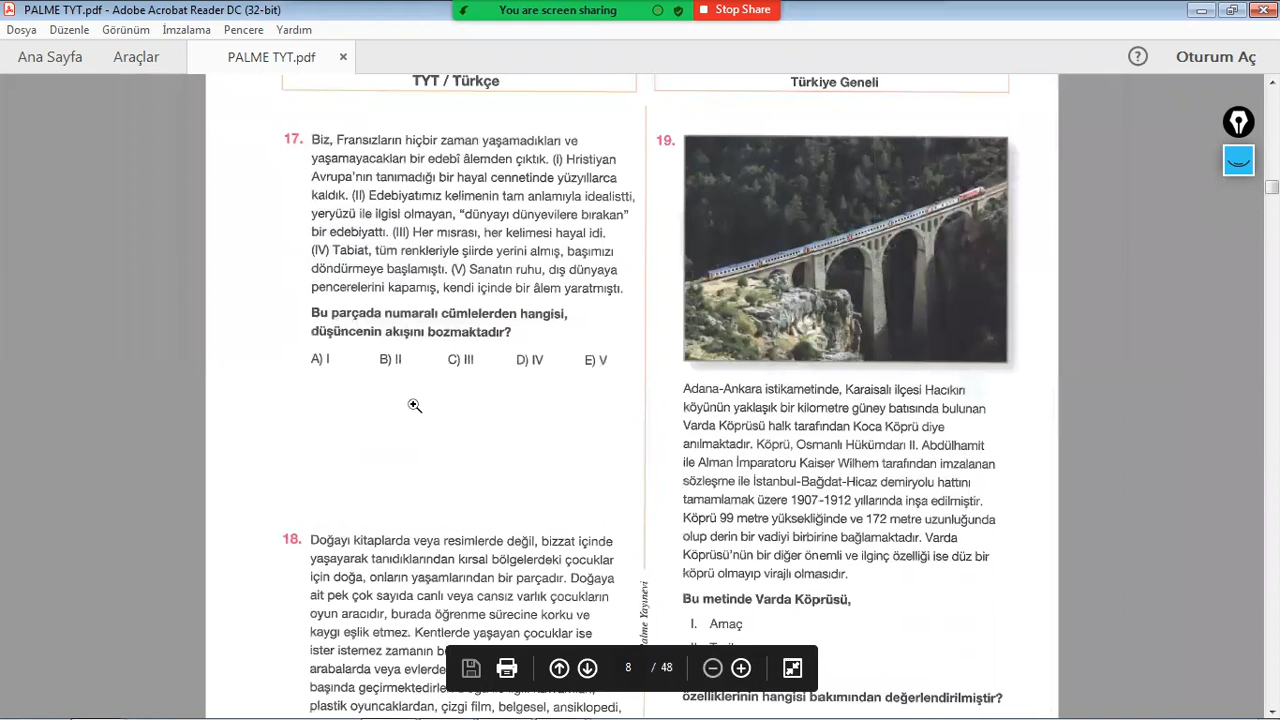 PALME TYT.pdf - Adobe Acrobat Reader DC (32-bit)
You are screen sharing
Stop Share
Dosya Düzenle Görünüm İmzalama Pencere Yardım
Ana Sayfa Araçlar PALME TYT.pdf × ? Oturum Aç
TYT / Türkçe
Türkiye Geneli
17. Biz, Fransızların hiçbir zaman yaşamadıkları ve
yaşamayacakları bir edebî âlemden çıktık. (I) Hristiyan
Avrupa'nın tanımadığı bir hayal cennetinde yüzyıllarca
kaldık. (II) Edebiyatımız kelimenin tam anlamıyla idealistti,
yeryüzü ile ilgisi olmayan, “dünyayı dünyevilere bırakan”
bir edebiyattı. (III) Her mısrası, her kelimesi hayal idi.
(IV) Tabiat, tüm renkleriyle şiirde yerini almış, başımızı
döndürmeye başlamıştı. (V) Sanatın ruhu, dış dünyaya
pencerelerini kapamış, kendi içinde bir âlem yaratmıştı.
Bu parçada numaralı cümlelerden hangisi,
düşüncenin akışını bozmaktadır?
A) I B) II C) III D) IV E) V
18. Doğayı kitaplarda veya resimlerde değil, bizzat içinde
yaşayarak tanıdıklarından kırsal bölgelerdeki çocuklar
için doğa, onların yaşamlarından bir parçadır. Doğaya
ait pek çok sayıda canlı veya cansız varlık çocukların
oyun aracıdır, burada öğrenme sürecine korku ve
kaygı eşlik etmez. Kentlerde yaşayan çocuklar ise
ister istemez zamanın
arabalarda veya evlerde
başında geçirmektedirler
plastik oyuncaklardan, çizgi film, belgesel, ansiklopedi,
Palme Yayınevi
19.
Adana-Ankara istikametinde, Karaisalı ilçesi Hacıkırı
köyünün yaklaşık bir kilometre güney batısında bulunan
Varda Köprüsü halk tarafından Koca Köprü diye
anılmaktadır. Köprü, Osmanlı Hükümdarı II. Abdülhamit
ile Alman İmparatoru Kaiser Wilhem tarafından imzalanan
sözleşme ile İstanbul-Bağdat-Hicaz demiryolu hattını
tamamlamak üzere 1907-1912 yıllarında inşa edilmiştir.
Köprü 99 metre yüksekliğinde ve 172 metre uzunluğunda
olup derin bir vadiyi birbirine bağlamaktadır. Varda
Köprüsü'nün bir diğer önemli ve ilginç özelliği ise düz bir
köprü olmayıp virajlı olmasıdır.
Bu metinde Varda Köprüsü,
I. Amaç
özelliklerinin hangisi bakımından değerlendirilmiştir?
8 / 48